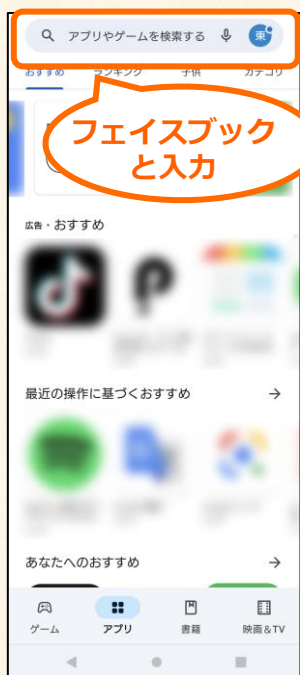 アプリやゲームを検索する
東
おすすめ ランキング 子供 カテゴリ
フェイスブック
と入力
広告・おすすめ
最近の操作に基づくおすすめ
あなたへのおすすめ
ゲーム アプリ 書籍 映画&TV